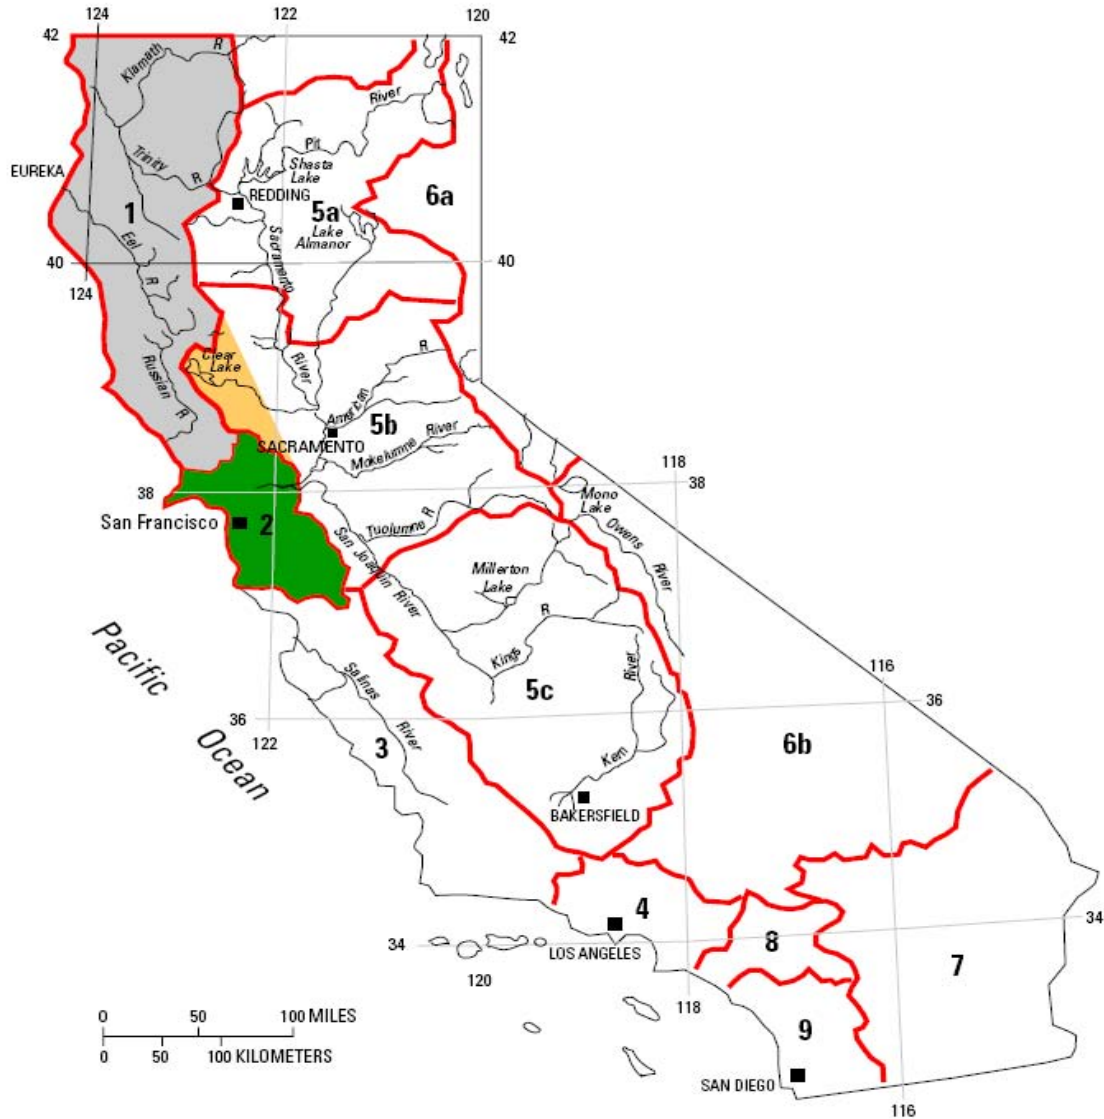 124
122
120
42
42
Klamath
R
River
Pit
Trinity
R
Shasta
Lake
EUREKA
REDDING
6a
1
5a
Lake
Almanor
Eel
R
Sacramento
40
40
124
Clear
Lake
River
R
Russian
R
American
5b
SACRAMENTO
Mokelumne River
118
38
38
Mono
Lake
San Francisco
2
Tuolumne R
Owens
River
San Joaquin River
Millerton
Lake
R
Kings
River
Pacific
Ocean
Salinas
River
5c
116
36
36
122
3
6b
Kern
BAKERSFIELD
4
34
34
8
LOS ANGELES
120
7
118
0 50 100 MILES
0 50 100 KILOMETERS
9
SAN DIEGO
116